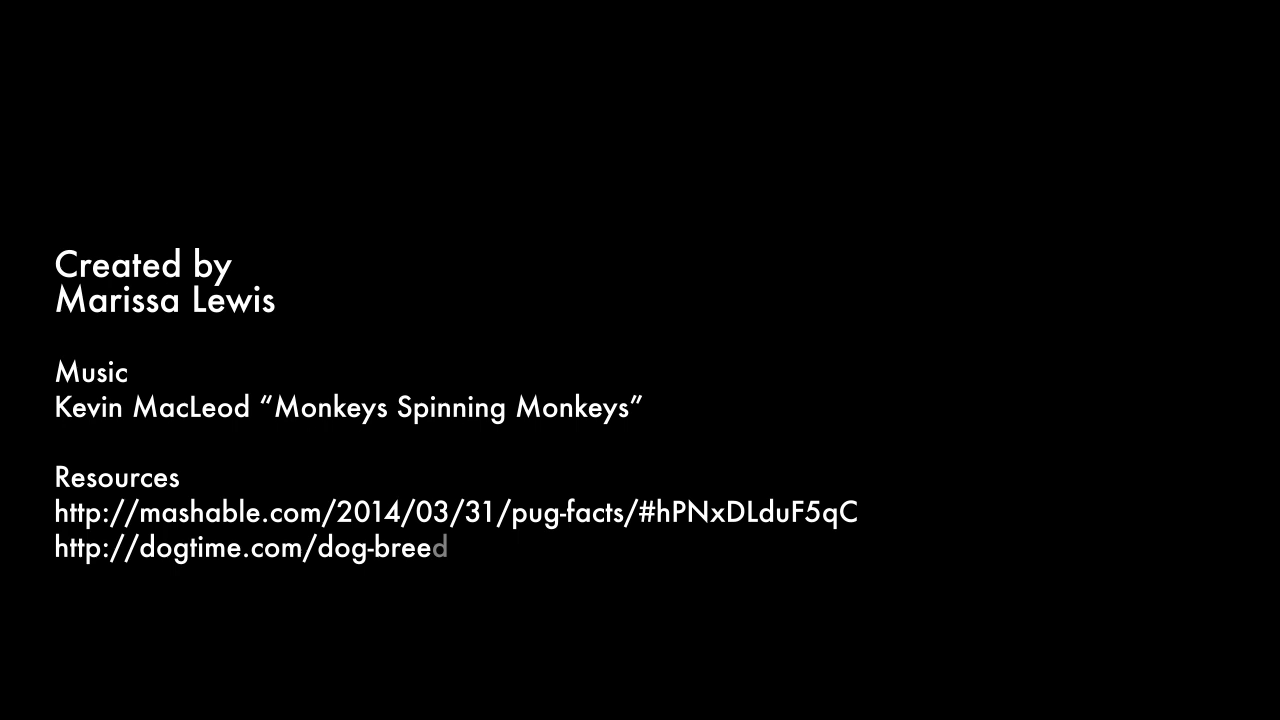 Created by
Marissa Lewis
Music
Kevin MacLeod “Monkeys Spinning Monkeys”
Resources
http://mashable.com/2014/03/31/pug-facts/#hPNxDLduF5qC
http://dogtime.com/dog-breed